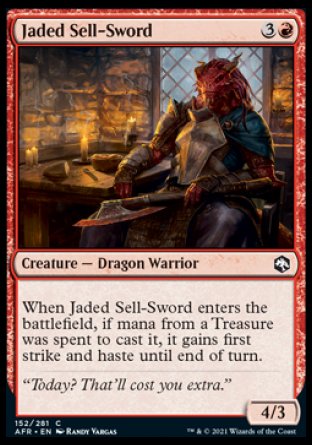 Jaded Sell-Sword 3
Creature — Dragon Warrior
When Jaded Sell-Sword enters the
battlefield, if mana from a Treasure
was spent to cast it, it gains first
strike and haste until end of turn.
"Today? That'll cost you extra."
4/3
152/281 C
AFR • EN RANDY VARGAS ™ & © 2021 Wizards of the Coast